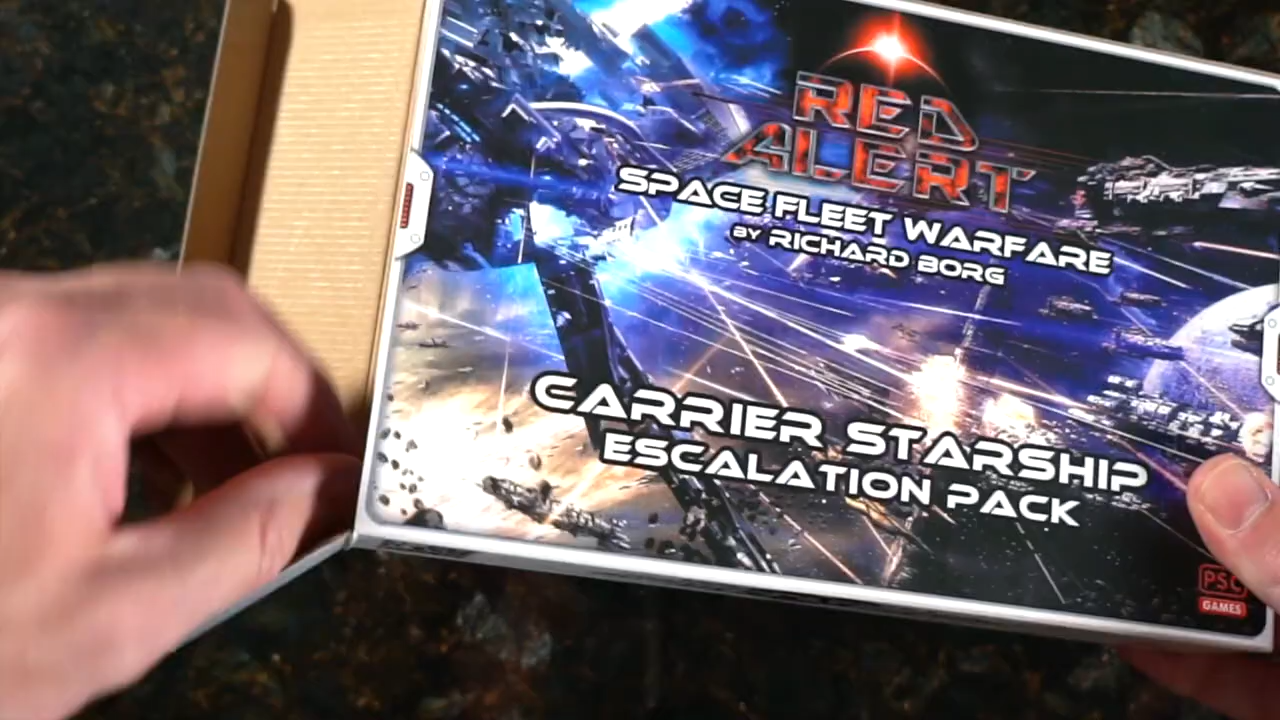 RED
ALERT
SPACE FLEET WARFARE
BY RICHARD BORG
CARRIER STARSHIP
ESCALATION PACK
PSC
GAMES